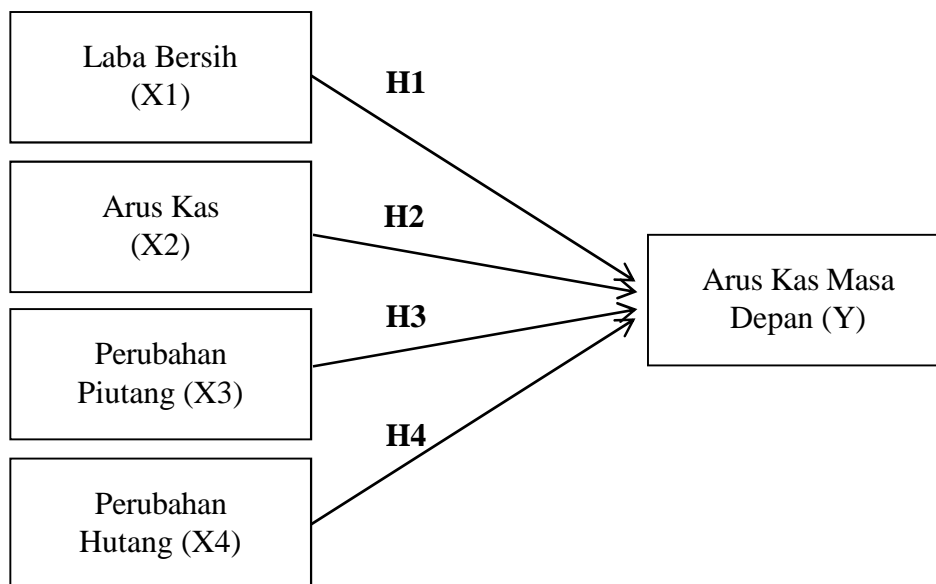 Laba Bersih
(X1)
H1
Arus Kas
(X2)
H2
Perubahan
Piutang (X3)
H3
Perubahan
Hutang (X4)
H4
Arus Kas Masa
Depan (Y)